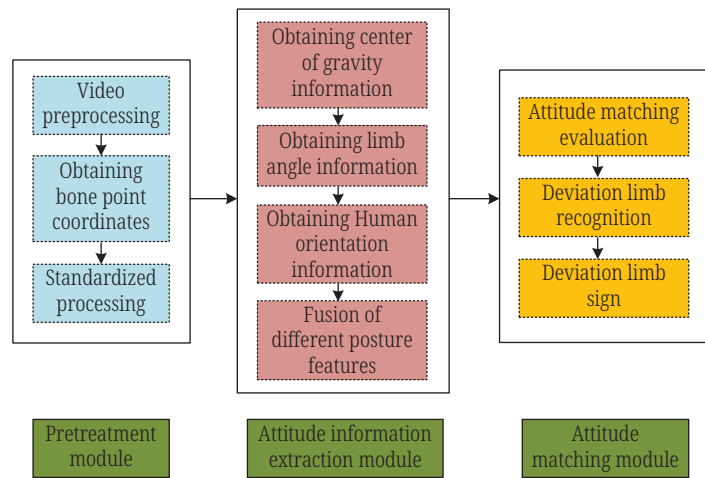 Video
preprocessing
Obtaining
bone point
coordinates
Standardized
processing
Obtaining center
of gravity
information
Obtaining limb
angle information
Obtaining Human
orientation
information
Fusion of
different posture
features
Attitude matching
evaluation
Deviation limb
recognition
Deviation limb
sign
Pretreatment
module
Attitude information
extraction module
Attitude
matching module